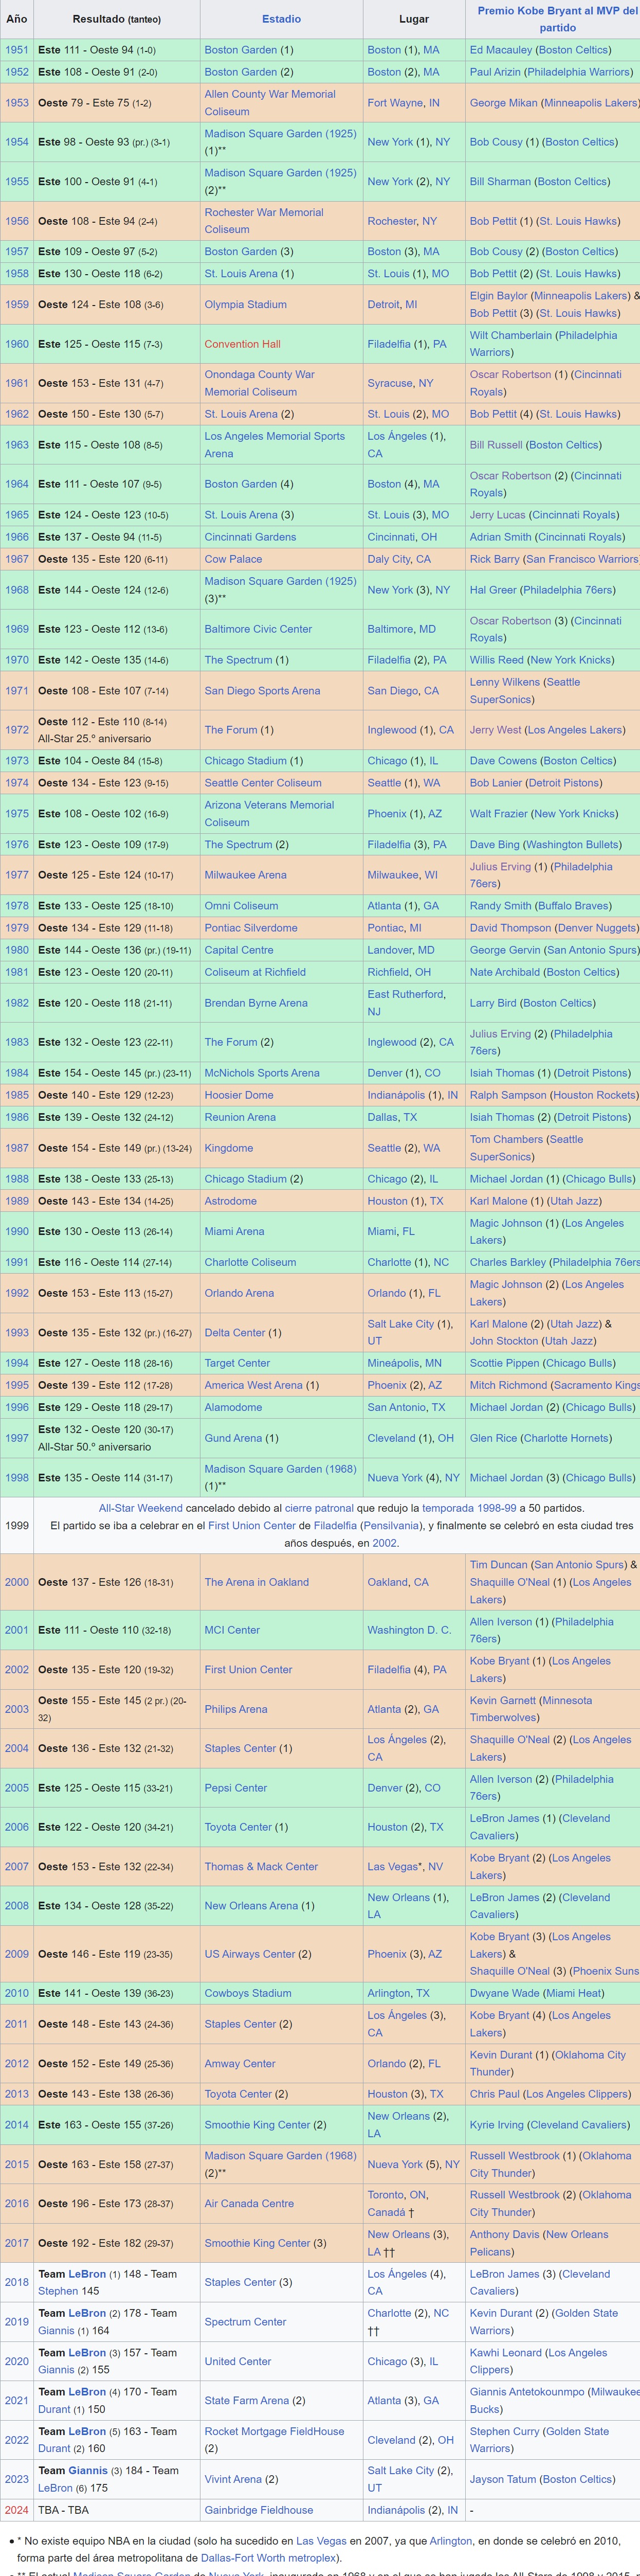 Año Resultado (tanteo) Estadio Lugar Premio Kobe Bryant al MVP del
partido
1951 Este 111 - Oeste 94 (1-0) Boston Garden (1) Boston (1), MA Ed Macauley (Boston Celtics)
1952 Este 108 - Oeste 91 (2-0) Boston Garden (2) Boston (2), MA Paul Arizin (Philadelphia Warriors)
1953 Oeste 79 - Este 75 (1-2) Allen County War Memorial
Coliseum Fort Wayne, IN George Mikan (Minneapolis Lakers)
1954 Este 98 - Oeste 93 (pr.) (3-1) Madison Square Garden (1925)
(1)** New York (1), NY Bob Cousy (1) (Boston Celtics)
1955 Este 100 - Oeste 91 (4-1) Madison Square Garden (1925)
(2)** New York (2), NY Bill Sharman (Boston Celtics)
1956 Oeste 108 - Este 94 (2-4) Rochester War Memorial
Coliseum Rochester, NY Bob Pettit (1) (St. Louis Hawks)
1957 Este 109 - Oeste 97 (5-2) Boston Garden (3) Boston (3), MA Bob Cousy (2) (Boston Celtics)
1958 Este 130 - Oeste 118 (6-2) St. Louis Arena (1) St. Louis (1), MO Bob Pettit (2) (St. Louis Hawks)
1959 Oeste 124 - Este 108 (3-6) Olympia Stadium Detroit, MI Elgin Baylor (Minneapolis Lakers) &
Bob Pettit (3) (St. Louis Hawks)
1960 Este 125 - Oeste 115 (7-3) Convention Hall Filadelfia (1), PA Wilt Chamberlain (Philadelphia
Warriors)
1961 Oeste 153 - Este 131 (4-7) Onondaga County War
Memorial Coliseum Syracuse, NY Oscar Robertson (1) (Cincinnati
Royals)
1962 Oeste 150 - Este 130 (5-7) St. Louis Arena (2) St. Louis (2), MO Bob Pettit (4) (St. Louis Hawks)
1963 Este 115 - Oeste 108 (8-5) Los Angeles Memorial Sports
Arena Los Ángeles (1),
CA Bill Russell (Boston Celtics)
1964 Este 111 - Oeste 107 (9-5) Boston Garden (4) Boston (4), MA Oscar Robertson (2) (Cincinnati
Royals)
1965 Este 124 - Oeste 123 (10-5) St. Louis Arena (3) St. Louis (3), MO Jerry Lucas (Cincinnati Royals)
1966 Este 137 - Oeste 94 (11-5) Cincinnati Gardens Cincinnati, OH Adrian Smith (Cincinnati Royals)
1967 Oeste 135 - Este 120 (6-11) Cow Palace Daly City, CA Rick Barry (San Francisco Warriors)
1968 Este 144 - Oeste 124 (12-6) Madison Square Garden (1925)
(3)** New York (3), NY Hal Greer (Philadelphia 76ers)
1969 Este 123 - Oeste 112 (13-6) Baltimore Civic Center Baltimore, MD Oscar Robertson (3) (Cincinnati
Royals)
1970 Este 142 - Oeste 135 (14-6) The Spectrum (1) Filadelfia (2), PA Willis Reed (New York Knicks)
1971 Oeste 108 - Este 107 (7-14) San Diego Sports Arena San Diego, CA Lenny Wilkens (Seattle
SuperSonics)
1972 Oeste 112 - Este 110 (8-14)
All-Star 25.º aniversario The Forum (1) Inglewood (1), CA Jerry West (Los Angeles Lakers)
1973 Este 104 - Oeste 84 (15-8) Chicago Stadium (1) Chicago (1), IL Dave Cowens (Boston Celtics)
1974 Oeste 134 - Este 123 (9-15) Seattle Center Coliseum Seattle (1), WA Bob Lanier (Detroit Pistons)
1975 Este 108 - Oeste 102 (16-9) Arizona Veterans Memorial
Coliseum Phoenix (1), AZ Walt Frazier (New York Knicks)
1976 Este 123 - Oeste 109 (17-9) The Spectrum (2) Filadelfia (3), PA Dave Bing (Washington Bullets)
1977 Oeste 125 - Este 124 (10-17) Milwaukee Arena Milwaukee, WI Julius Erving (1) (Philadelphia
76ers)
1978 Este 133 - Oeste 125 (18-10) Omni Coliseum Atlanta (1), GA Randy Smith (Buffalo Braves)
1979 Oeste 134 - Este 129 (11-18) Pontiac Silverdome Pontiac, MI David Thompson (Denver Nuggets)
1980 Este 144 - Oeste 136 (pr.) (19-11) Capital Centre Landover, MD George Gervin (San Antonio Spurs)
1981 Este 123 - Oeste 120 (20-11) Coliseum at Richfield Richfield, OH Nate Archibald (Boston Celtics)
1982 Este 120 - Oeste 118 (21-11) Brendan Byrne Arena East Rutherford,
NJ Larry Bird (Boston Celtics)
1983 Este 132 - Oeste 123 (22-11) The Forum (2) Inglewood (2), CA Julius Erving (2) (Philadelphia
76ers)
1984 Este 154 - Oeste 145 (pr.) (23-11) McNichols Sports Arena Denver (1), CO Isiah Thomas (1) (Detroit Pistons)
1985 Oeste 140 - Este 129 (12-23) Hoosier Dome Indianápolis (1), IN Ralph Sampson (Houston Rockets)
1986 Este 139 - Oeste 132 (24-12) Reunion Arena Dallas, TX Isiah Thomas (2) (Detroit Pistons)
1987 Oeste 154 - Este 149 (pr.) (13-24) Kingdome Seattle (2), WA Tom Chambers (Seattle
SuperSonics)
1988 Este 138 - Oeste 133 (25-13) Chicago Stadium (2) Chicago (2), IL Michael Jordan (1) (Chicago Bulls)
1989 Oeste 143 - Este 134 (14-25) Astrodome Houston (1), TX Karl Malone (1) (Utah Jazz)
1990 Este 130 - Oeste 113 (26-14) Miami Arena Miami, FL Magic Johnson (1) (Los Angeles
Lakers)
1991 Este 116 - Oeste 114 (27-14) Charlotte Coliseum Charlotte (1), NC Charles Barkley (Philadelphia 76ers
1992 Oeste 153 - Este 113 (15-27) Orlando Arena Orlando (1), FL Magic Johnson (2) (Los Angeles
Lakers)
1993 Oeste 135 - Este 132 (pr.) (16-27) Delta Center (1) Salt Lake City (1),
UT Karl Malone (2) (Utah Jazz) &
John Stockton (Utah Jazz)
1994 Este 127 - Oeste 118 (28-16) Target Center Mineápolis, MN Scottie Pippen (Chicago Bulls)
1995 Oeste 139 - Este 112 (17-28) America West Arena (1) Phoenix (2), AZ Mitch Richmond (Sacramento Kings
1996 Este 129 - Oeste 118 (29-17) Alamodome San Antonio, TX Michael Jordan (2) (Chicago Bulls)
1997 Este 132 - Oeste 120 (30-17)
All-Star 50.º aniversario Gund Arena (1) Cleveland (1), OH Glen Rice (Charlotte Hornets)
1998 Este 135 - Oeste 114 (31-17) Madison Square Garden (1968)
(1)** Nueva York (4), NY Michael Jordan (3) (Chicago Bulls)
1999 All-Star Weekend cancelado debido al cierre patronal que redujo la temporada 1998-99 a 50 partidos.
El partido se iba a celebrar en el First Union Center de Filadelfia (Pensilvania), y finalmente se celebró en esta ciudad tres
años después, en 2002.
2000 Oeste 137 - Este 126 (18-31) The Arena in Oakland Oakland, CA Tim Duncan (San Antonio Spurs) &
Shaquille O'Neal (1) (Los Angeles
Lakers)
2001 Este 111 - Oeste 110 (32-18) MCI Center Washington D. C. Allen Iverson (1) (Philadelphia
76ers)
2002 Oeste 135 - Este 120 (19-32) First Union Center Filadelfia (4), PA Kobe Bryant (1) (Los Angeles
Lakers)
2003 Oeste 155 - Este 145 (2 pr.) (20-
32) Philips Arena Atlanta (2), GA Kevin Garnett (Minnesota
Timberwolves)
2004 Oeste 136 - Este 132 (21-32) Staples Center (1) Los Ángeles (2),
CA Shaquille O'Neal (2) (Los Angeles
Lakers)
2005 Este 125 - Oeste 115 (33-21) Pepsi Center Denver (2), CO Allen Iverson (2) (Philadelphia
76ers)
2006 Este 122 - Oeste 120 (34-21) Toyota Center (1) Houston (2), TX LeBron James (1) (Cleveland
Cavaliers)
2007 Oeste 153 - Este 132 (22-34) Thomas & Mack Center Las Vegas*, NV Kobe Bryant (2) (Los Angeles
Lakers)
2008 Este 134 - Oeste 128 (35-22) New Orleans Arena (1) New Orleans (1),
LA LeBron James (2) (Cleveland
Cavaliers)
2009 Oeste 146 - Este 119 (23-35) US Airways Center (2) Phoenix (3), AZ Kobe Bryant (3) (Los Angeles
Lakers) &
Shaquille O'Neal (3) (Phoenix Suns
2010 Este 141 - Oeste 139 (36-23) Cowboys Stadium Arlington, TX Dwyane Wade (Miami Heat)
2011 Oeste 148 - Este 143 (24-36) Staples Center (2) Los Ángeles (3),
CA Kobe Bryant (4) (Los Angeles
Lakers)
2012 Oeste 152 - Este 149 (25-36) Amway Center Orlando (2), FL Kevin Durant (1) (Oklahoma City
Thunder)
2013 Oeste 143 - Este 138 (26-36) Toyota Center (2) Houston (3), TX Chris Paul (Los Angeles Clippers)
2014 Este 163 - Oeste 155 (37-26) Smoothie King Center (2) New Orleans (2),
LA Kyrie Irving (Cleveland Cavaliers)
2015 Oeste 163 - Este 158 (27-37) Madison Square Garden (1968)
(2)** Nueva York (5), NY Russell Westbrook (1) (Oklahoma
City Thunder)
2016 Oeste 196 - Este 173 (28-37) Air Canada Centre Toronto, ON,
Canadá † Russell Westbrook (2) (Oklahoma
City Thunder)
2017 Oeste 192 - Este 182 (29-37) Smoothie King Center (3) New Orleans (3),
LA †† Anthony Davis (New Orleans
Pelicans)
2018 Team LeBron (1) 148 - Team
Stephen 145 Staples Center (3) Los Ángeles (4),
CA LeBron James (3) (Cleveland
Cavaliers)
2019 Team LeBron (2) 178 - Team
Giannis (1) 164 Spectrum Center Charlotte (2), NC
†† Kevin Durant (2) (Golden State
Warriors)
2020 Team LeBron (3) 157 - Team
Giannis (2) 155 United Center Chicago (3), IL Kawhi Leonard (Los Angeles
Clippers)
2021 Team LeBron (4) 170 - Team
Durant (1) 150 State Farm Arena (2) Atlanta (3), GA Giannis Antetokounmpo (Milwaukee
Bucks)
2022 Team LeBron (5) 163 - Team
Durant (2) 160 Rocket Mortgage FieldHouse
(2) Cleveland (2), OH Stephen Curry (Golden State
Warriors)
2023 Team Giannis (3) 184 - Team
LeBron (6) 175 Vivint Arena (2) Salt Lake City (2),
UT Jayson Tatum (Boston Celtics)
2024 TBA - TBA Gainbridge Fieldhouse Indianápolis (2), IN -
• * No existe equipo NBA en la ciudad (solo ha sucedido en Las Vegas en 2007, ya que Arlington, en donde se celebró en 2010,
forma parte del área metropolitana de Dallas-Fort Worth metroplex).